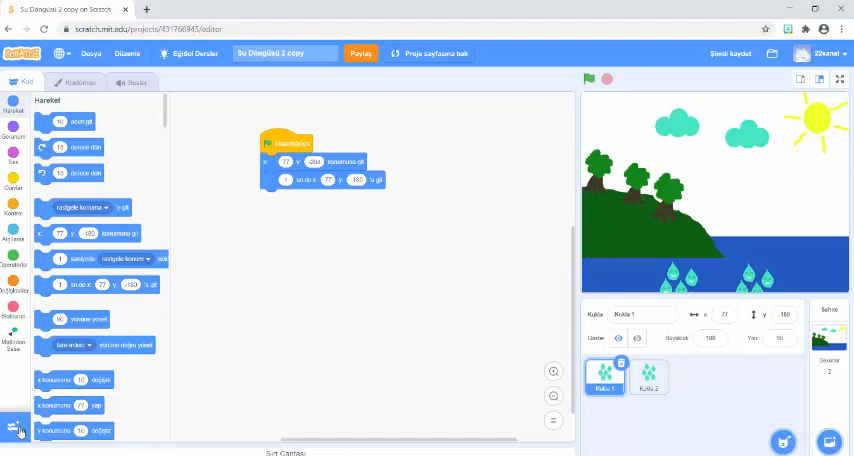 Su Döngüsü 2 copy on Scratch
scratch.mit.edu/projects/431766945/editor
SCRATCH
Dosya
Düzenle
Eğitici Dersler
Su Döngüsü 2 copy
Paylaş
Proje sayfasına bak
Şimdi kaydet
22sanal
Kod
Kostümler
Sesler
Hareket
Hareket
Görünüm
Ses
Olaylar
Kontrol
Algılama
Operatörler
Değişkenler
Bloklarım
Metinden
Sese
10 adım git
15 derece dön
15 derece dön
rastgele konuma 'e git
x: 77 y: -180 konumuna git
1 saniyede rastgele konum
1 sn.de x 77 y: -180 'a git
90 yönüne yönel
fare imleci yönüne doğru yönel
x konumunu 10 değiştir
x konumunu 77 yap
y konumunu 10 değiştir
tıklandığında
x: 77 y: -204 konumuna git
1 sn.de x 77 y: -180 'a git
Kukla
Kukla 1
x 77
y -180
Göster
Büyüklük 100
Yön 90
Sahne
Dekorlar
2
Kukla 1
Kukla 2
Sırt Çantası